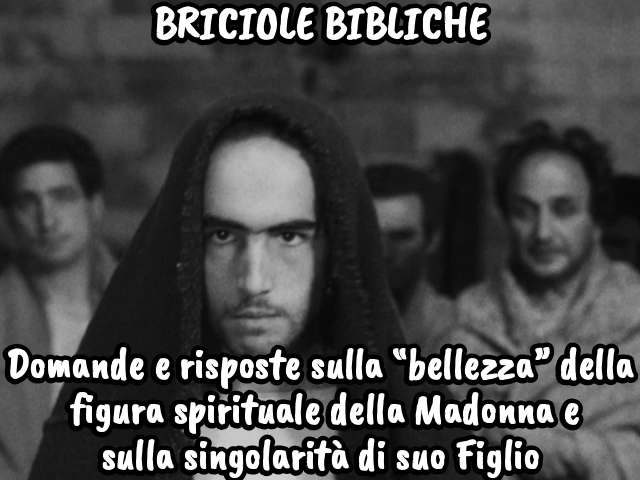 BRICIOLE BIBLICHE
Domande e risposte sulla “bellezza” della
figura spirituale della Madonna e
sulla singolarità di suo Figlio